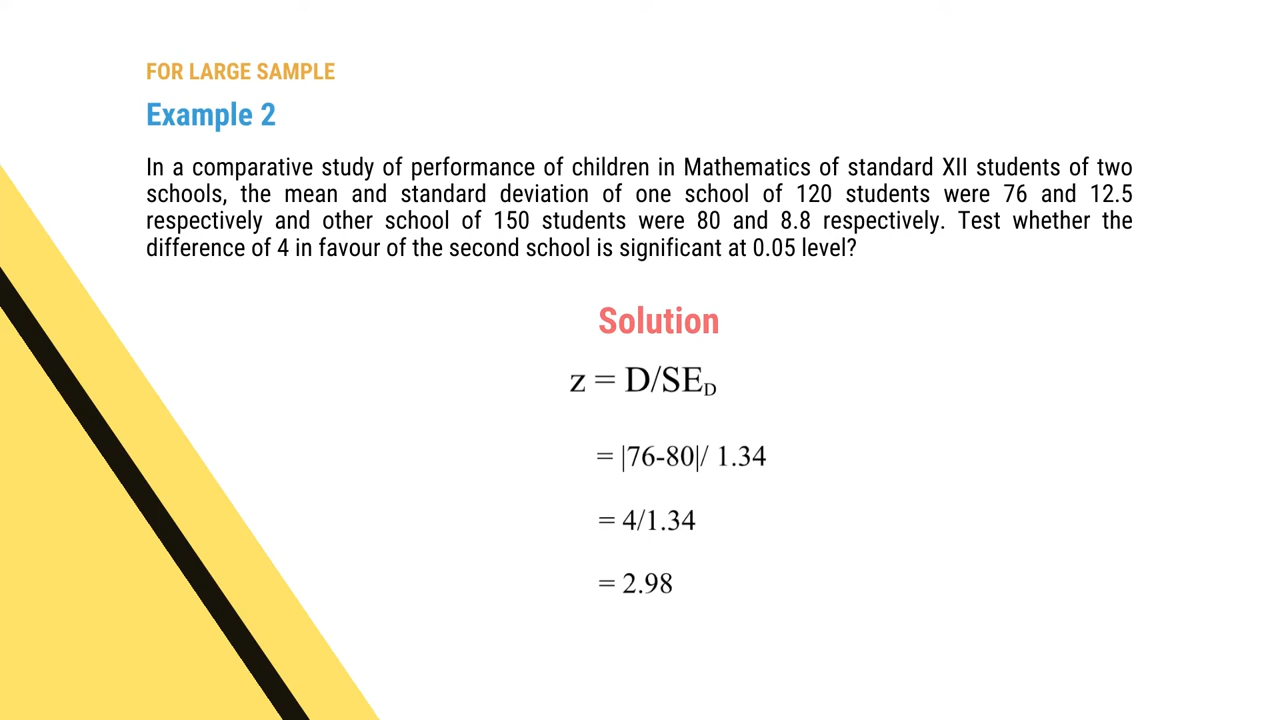 FOR LARGE SAMPLE
Example 2
In a comparative study of performance of children in Mathematics of standard XII students of two
schools, the mean and standard deviation of one school of 120 students were 76 and 12.5
respectively and other school of 150 students were 80 and 8.8 respectively. Test whether the
difference of 4 in favour of the second school is significant at 0.05 level?
Solution
z = D/SE_D
= |76-80|/ 1.34
= 4/1.34
= 2.98